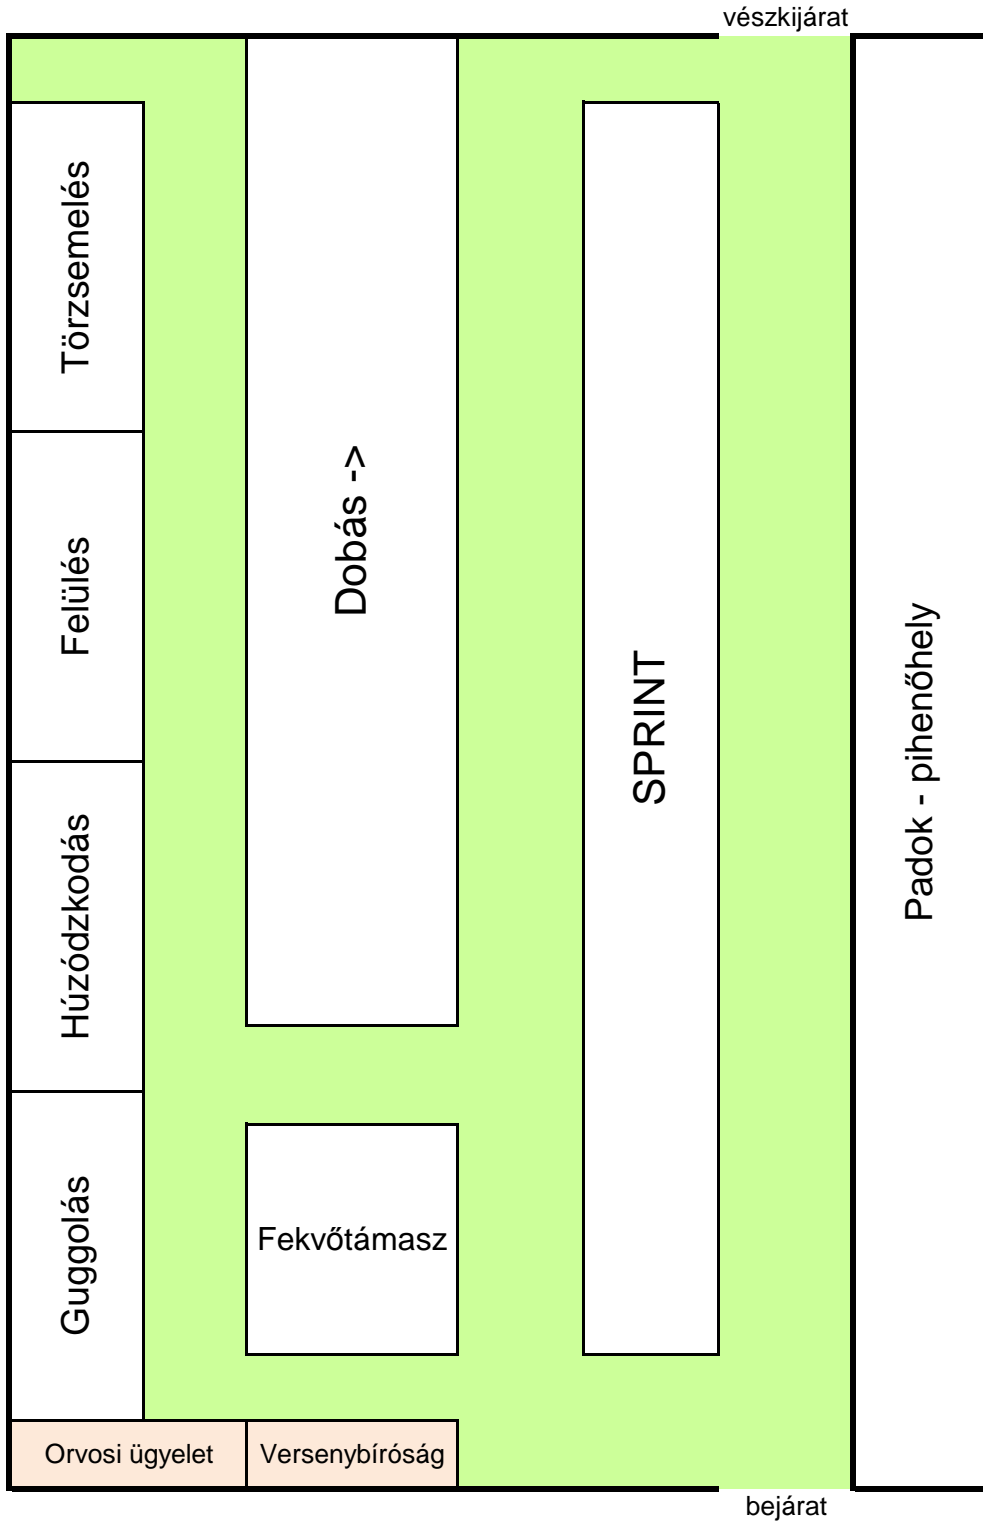 vészkijárat
Törzsemelés
Felülés
Húzódzkodás
Guggolás
Dobás ->
Fekvőtámasz
SPRINT
Padok - pihenőhely
Orvosi ügyelet
Versenybíróság
bejárat